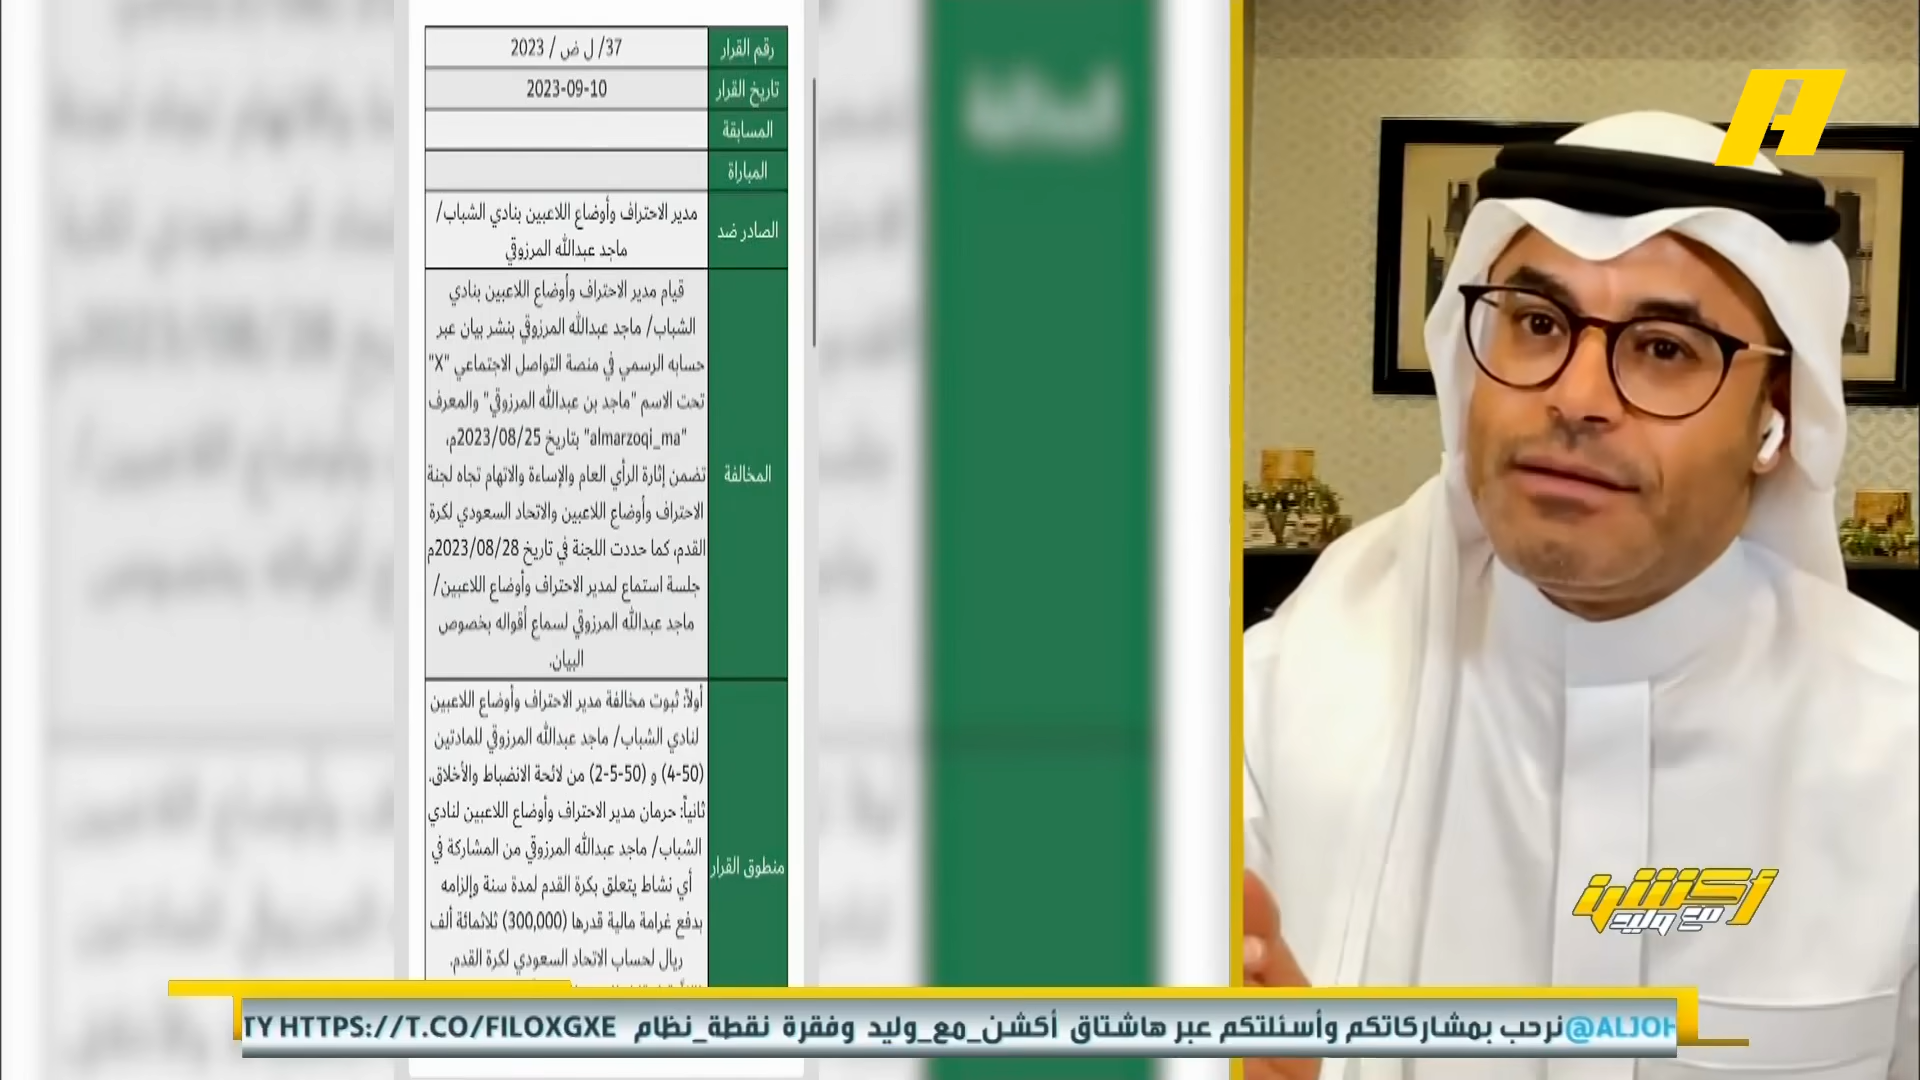 رقم القرار
37/ ل ض / 2023
تاريخ القرار
2023-09-10
المسابقة
المباراة
الصادر ضد
مدير الاحتراف وأوضاع اللاعبين بنادي الشباب/
ماجد عبدالله المرزوقي
المخالفة
قيام مدير الاحتراف وأوضاع اللاعبين بنادي
الشباب/ ماجد عبدالله المرزوقي بنشر بيان عبر
حسابه الرسمي في منصة التواصل الاجتماعي "X"
تحت الاسم "ماجد بن عبدالله المرزوقي" والمعرف
"almarzoqi_ma" بتاريخ 2023/08/25م،
تضمن إثارة الرأي العام والإساءة والاتهام تجاه لجنة
الاحتراف وأوضاع اللاعبين والاتحاد السعودي لكرة
القدم، كما حددت اللجنة في تاريخ 2023/08/28م
جلسة استماع لمدير الاحتراف وأوضاع اللاعبين/
ماجد عبدالله المرزوقي لسماع أقواله بخصوص
البيان.
منطوق القرار
أولاً: ثبوت مخالفة مدير الاحتراف وأوضاع اللاعبين
لنادي الشباب/ ماجد عبدالله المرزوقي للمادتين
(50-4) و (50-5-2) من لائحة الانضباط والأخلاق.
ثانياً: حرمان مدير الاحتراف وأوضاع اللاعبين لنادي
الشباب/ ماجد عبدالله المرزوقي من المشاركة في
أي نشاط يتعلق بكرة القدم لمدة سنة وإلزامه
بدفع غرامة مالية قدرها (300,000) ثلاثمائة ألف
ريال لحساب الاتحاد السعودي لكرة القدم.
أكشن
مع وليد
@ALJOH نرحب بمشاركاتكم وأسئلتكم عبر هاشتاق أكشن_مع_وليد وفقرة نقطة_نظام TY HTTPS://T.CO/FILOXGXE